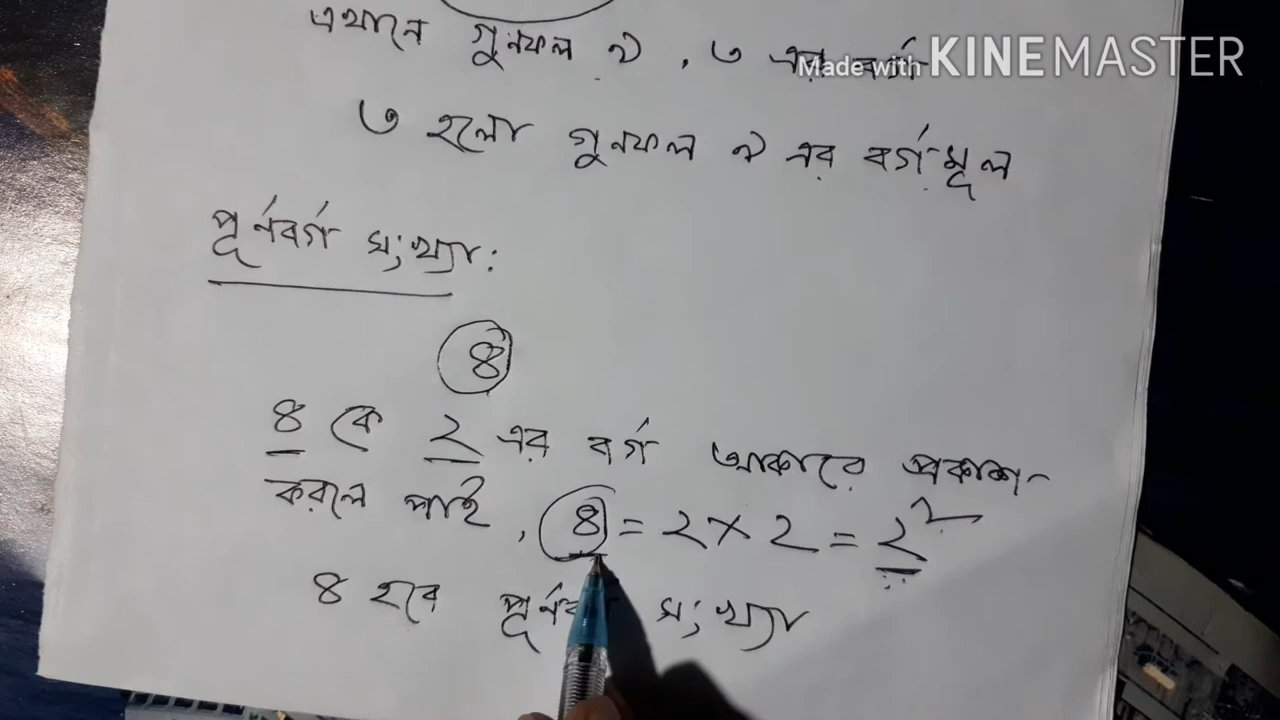 এখানে গুনফল ৯, ৩ এর বর্গ
Made with KINEMASTER
৩ হলো গুনফল ৯ এর বর্গমূল
পূর্নবর্গ সংখ্যা:
৪
৪ কে ২ এর বর্গ আকারে প্রকাশ
করলে পাই, ৪ = ২ × ২ = ২²
৪ হবে পূর্নবর্গ সংখ্যা